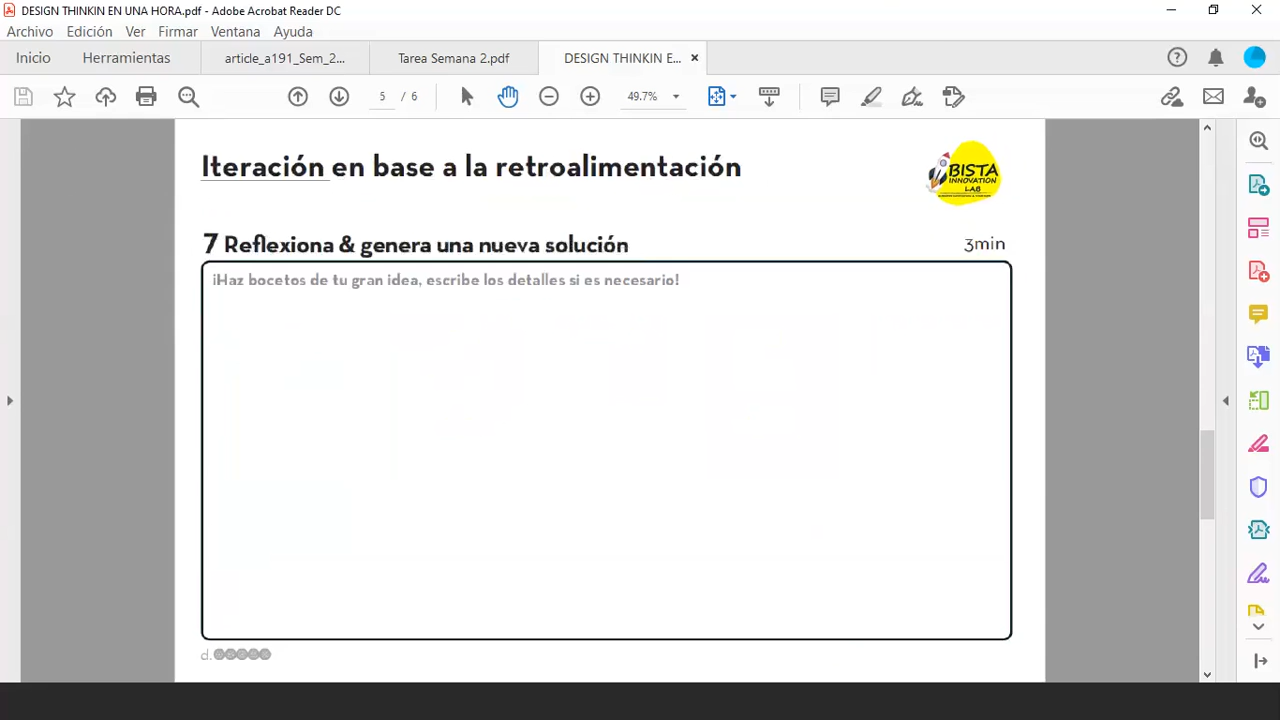 DESIGN THINKIN EN UNA HORA.pdf - Adobe Acrobat Reader DC
Archivo Edición Ver Firmar Ventana Ayuda
Inicio Herramientas article_a191_Sem_2... Tarea Semana 2.pdf DESIGN THINKIN E...
5 / 6 49.7%
Iteración en base a la retroalimentación
BISTA
INNOVATION
LAB
7 Reflexiona & genera una nueva solución 3min
¡Haz bocetos de tu gran idea, escribe los detalles si es necesario!
d.